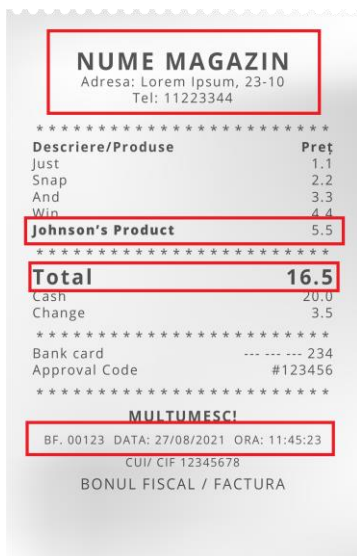 NUME MAGAZIN
Adresa: Lorem Ipsum, 23-10
Tel: 11223344
* * * * * * * * * * * * * * * * * * * * * * * *
Descriere/Produse Preț
Just 1.1
Snap 2.2
And 3.3
Win 4.4
Johnson's Product 5.5
* * * * * * * * * * * * * * * * * * * * * * * *
Total 16.5
Cash 20.0
Change 3.5
* * * * * * * * * * * * * * * * * * * * * * * *
Bank card --- --- --- 234
Approval Code #123456
* * * * * * * * * * * * * * * * * * * * * * * *
MULTUMESC!
BF. 00123 DATA: 27/08/2021 ORA: 11:45:23
CUI/ CIF 12345678
BONUL FISCAL / FACTURA